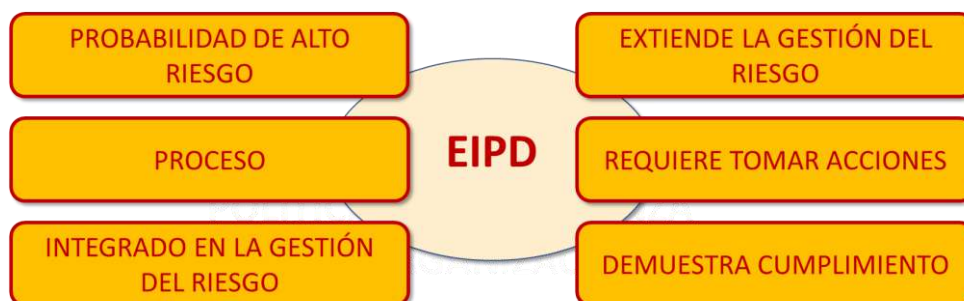 PROBABILIDAD DE ALTO
RIESGO
EXTIENDE LA GESTIÓN DEL
RIESGO
PROCESO
EIPD
REQUIERE TOMAR ACCIONES
INTEGRADO EN LA GESTIÓN
DEL RIESGO
DEMUESTRA CUMPLIMIENTO